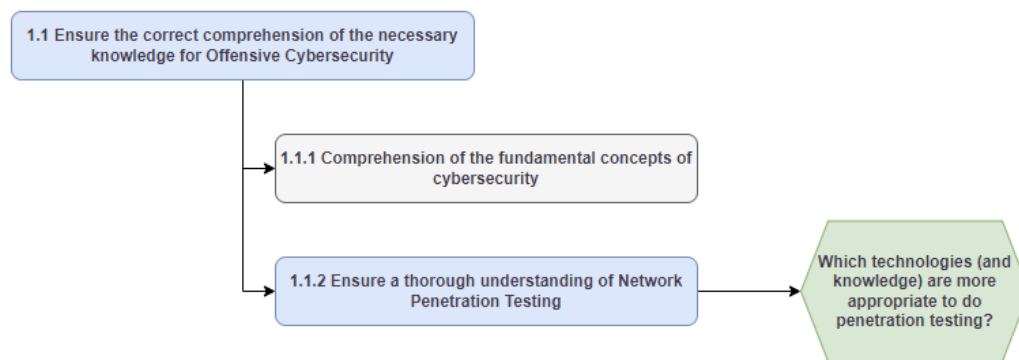 1.1 Ensure the correct comprehension of the necessary
knowledge for Offensive Cybersecurity
1.1.1 Comprehension of the fundamental concepts of
cybersecurity
1.1.2 Ensure a thorough understanding of Network
Penetration Testing
Which technologies (and
knowledge) are more
appropriate to do
penetration testing?